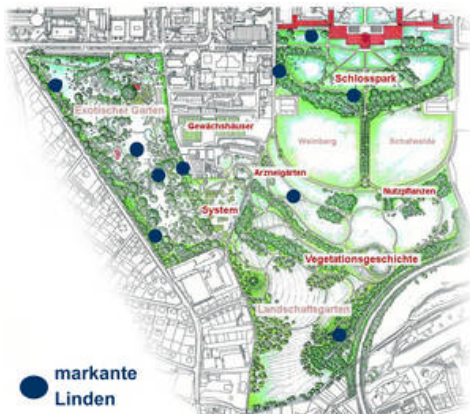 Schlosspark
Exotischer Garten
Gewächshäuser
Weinberg
Schafweide
Arzneigärten
Nutzpflanzen
System
Vegetationsgeschichte
Landschaftsgarten
markante
Linden